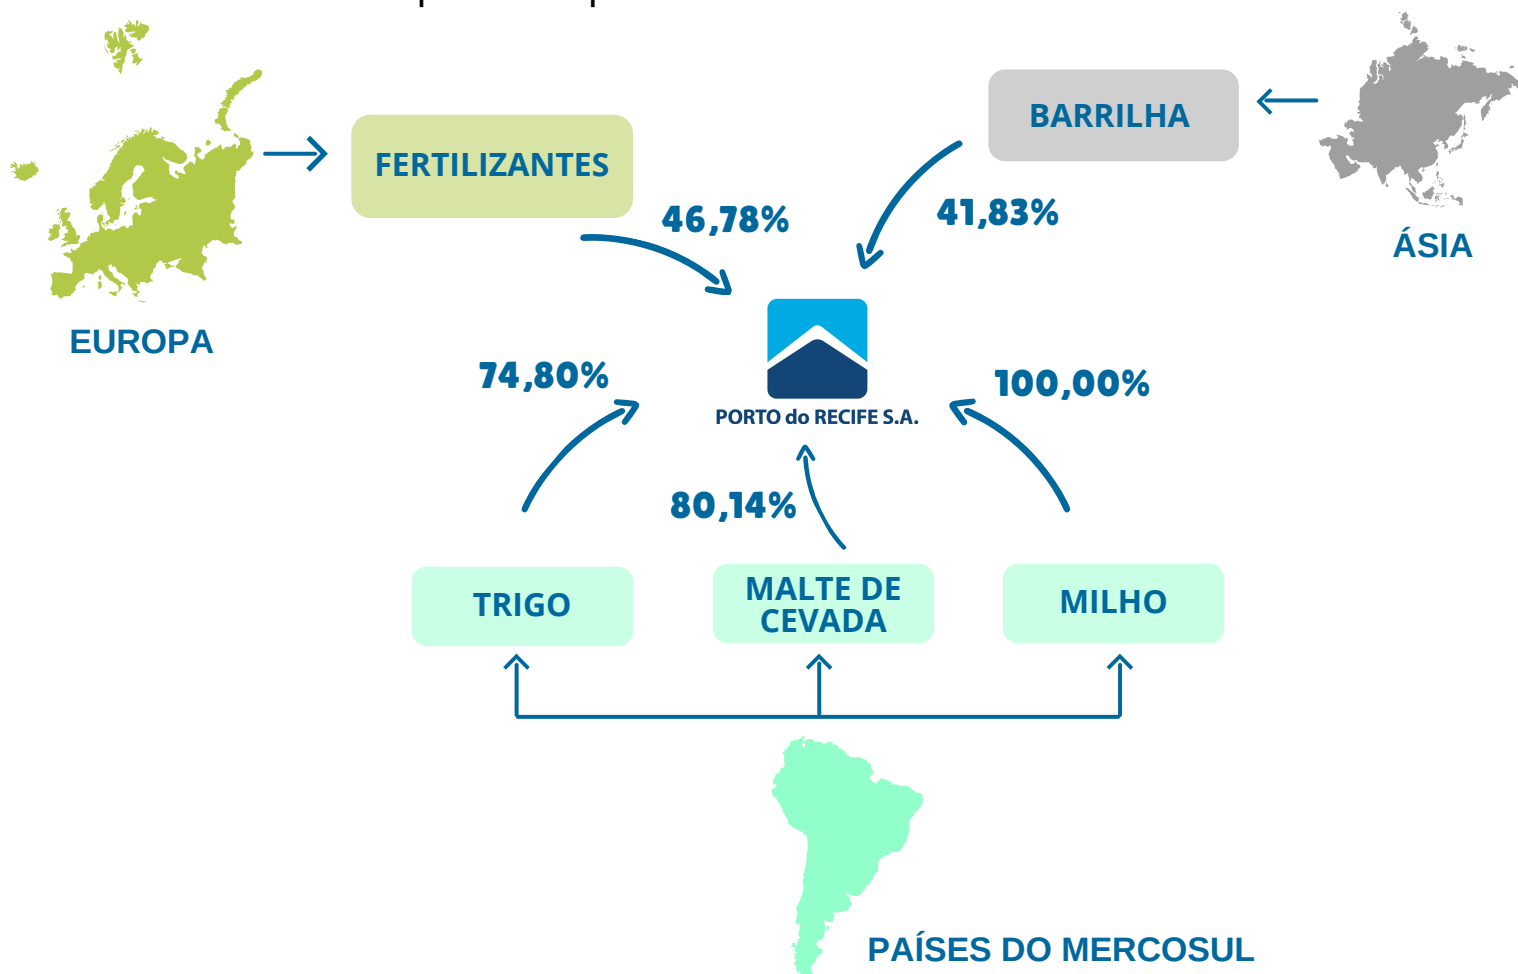 BARRILHA
FERTILIZANTES
46,78%
41,83%
ÁSIA
EUROPA
74,80%
100,00%
PORTO do RECIFE S.A.
80,14%
TRIGO
MALTE DE
CEVADA
MILHO
PAÍSES DO MERCOSUL